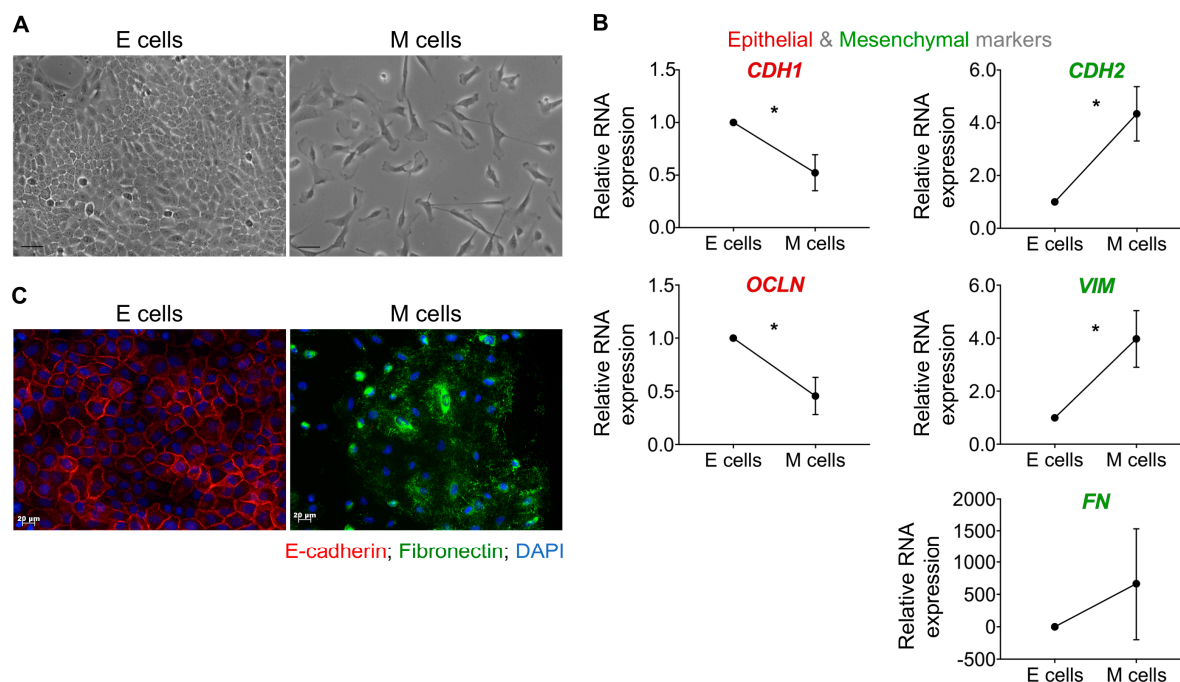 A
E cells
M cells
C
E cells
M cells
20 µm
20 µm
E-cadherin; Fibronectin; DAPI
B
Epithelial & Mesenchymal markers
CDH1
Relative RNA
expression
1.5
1.0
0.5
0.0
E cells
M cells
*
CDH2
Relative RNA
expression
6.0
4.0
2.0
0.0
E cells
M cells
*
OCLN
Relative RNA
expression
1.5
1.0
0.5
0.0
E cells
M cells
*
VIM
Relative RNA
expression
6.0
4.0
2.0
0.0
E cells
M cells
*
FN
Relative RNA
expression
2000
1500
1000
500
0
-500
E cells
M cells